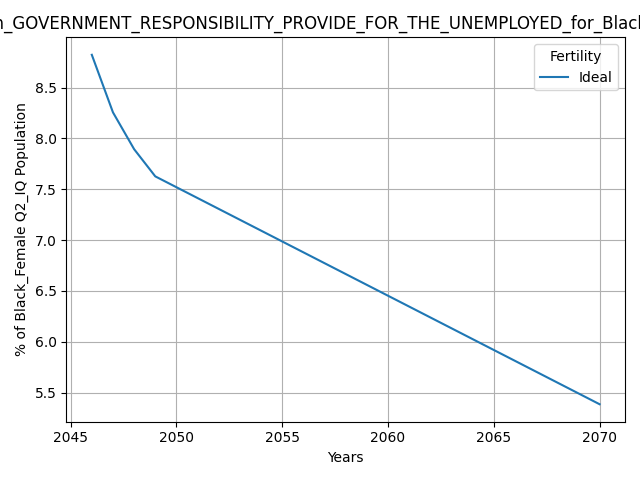 GOVERNMENT_RESPONSIBILITY_PROVIDE_FOR_THE_UNEMPLOYED_for_Black
Fertility
Ideal
8.5
8.0
7.5
7.0
6.5
6.0
5.5
% of Black_Female Q2_IQ Population
2045 2050 2055 2060 2065 2070
Years